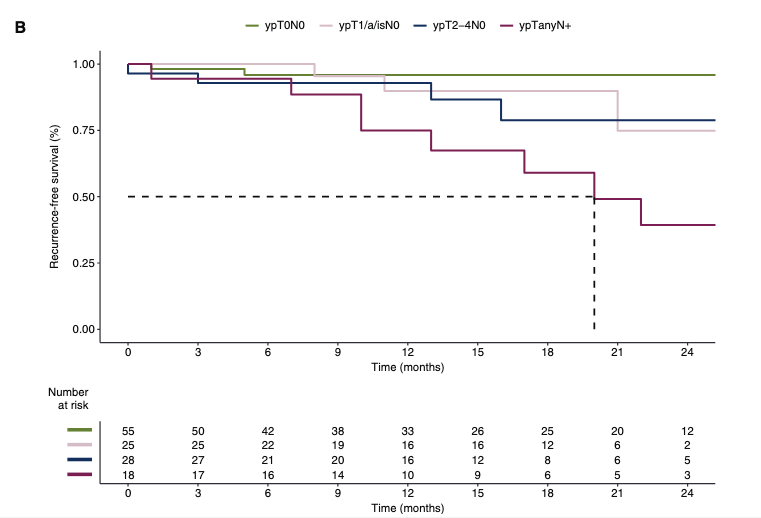 B
ypT0N0 ypT1/a/isN0 ypT2–4N0 ypTanyN+
Recurrence-free survival (%)
1.00
0.75
0.50
0.25
0.00
0 3 6 9 12 15 18 21 24
Time (months)
Number
at risk
55 50 42 38 33 26 25 20 12
25 25 22 19 16 16 12 6 2
28 27 21 20 16 12 8 6 5
18 17 16 14 10 9 6 5 3
0 3 6 9 12 15 18 21 24
Time (months)